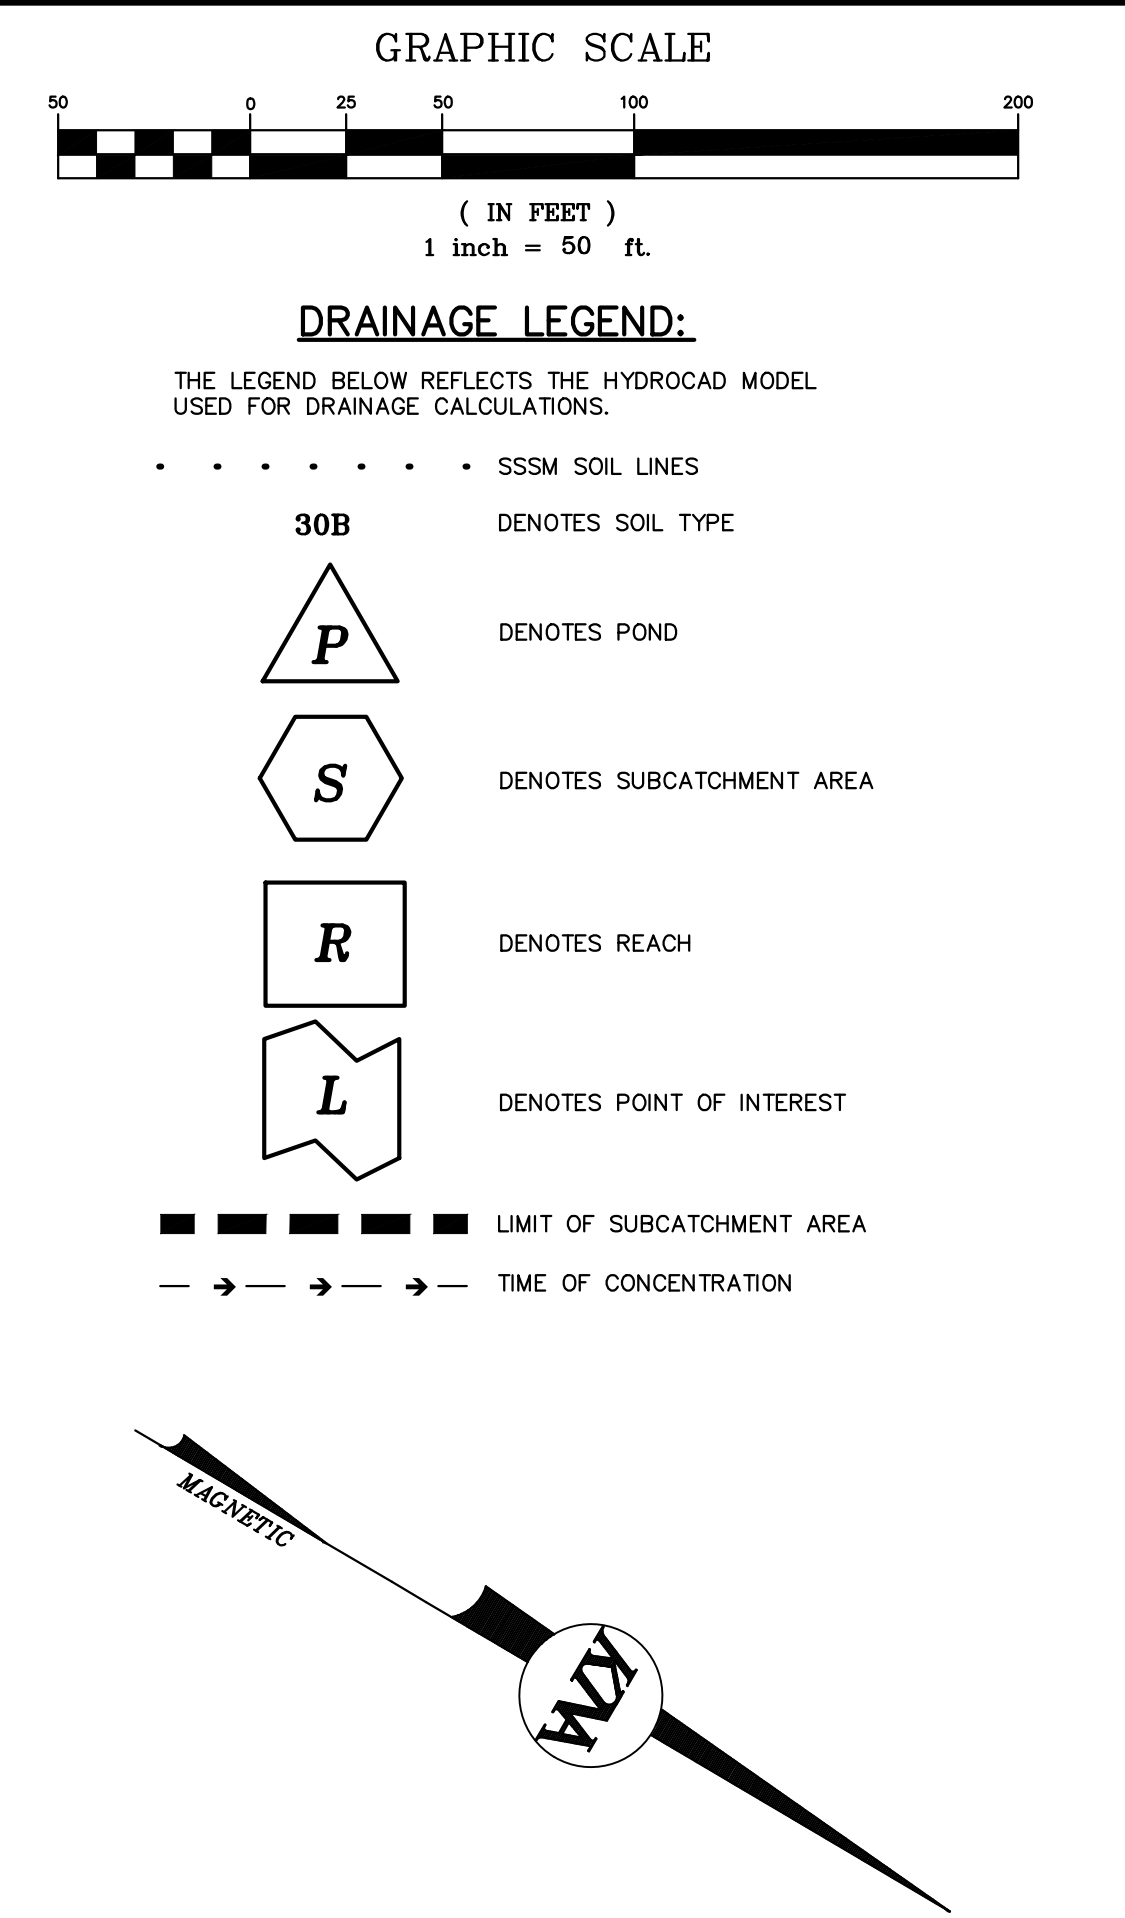 GRAPHIC SCALE
50 0 25 50 100 200
( IN FEET )
1 inch = 50 ft.
DRAINAGE LEGEND:
THE LEGEND BELOW REFLECTS THE HYDROCAD MODEL
USED FOR DRAINAGE CALCULATIONS.
SSSM SOIL LINES
30B DENOTES SOIL TYPE
P DENOTES POND
S DENOTES SUBCATCHMENT AREA
R DENOTES REACH
L DENOTES POINT OF INTEREST
LIMIT OF SUBCATCHMENT AREA
TIME OF CONCENTRATION
MAGNETIC